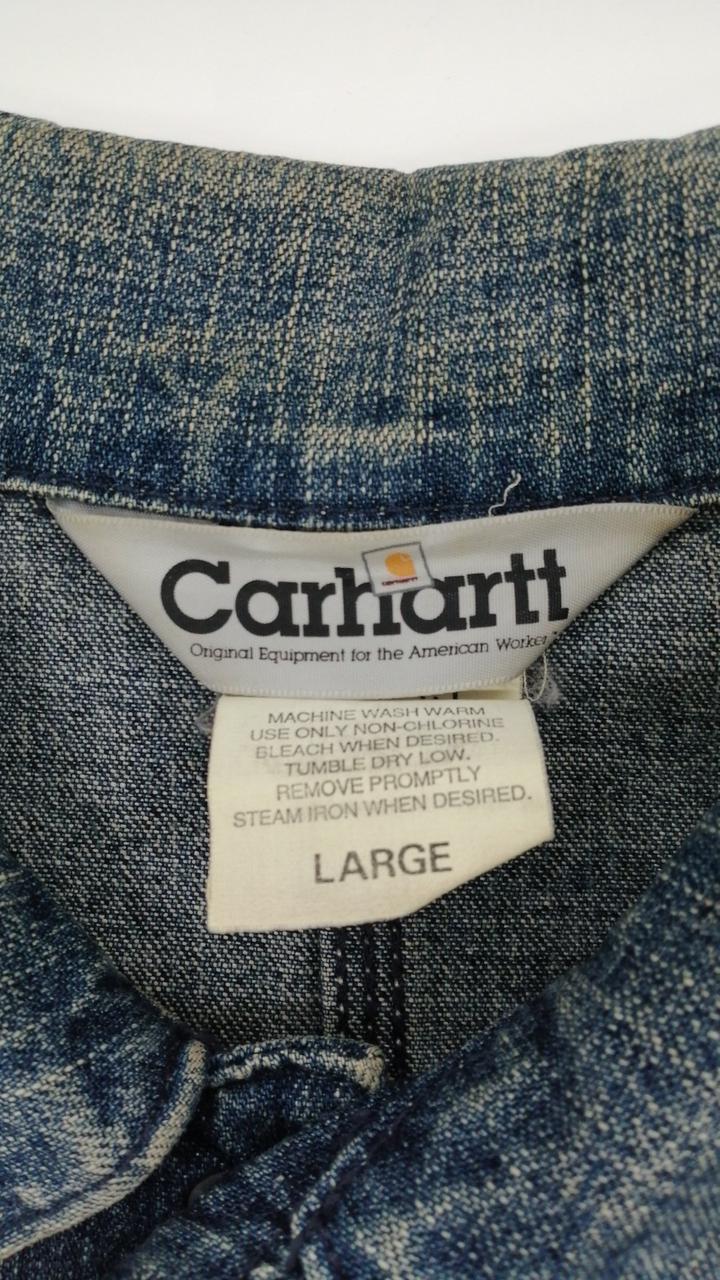 Carhartt
carhartt
Original Equipment for the American Worker
MACHINE WASH WARM
USE ONLY NON-CHLORINE
BLEACH WHEN DESIRED.
TUMBLE DRY LOW.
REMOVE PROMPTLY
STEAM IRON WHEN DESIRED.
LARGE